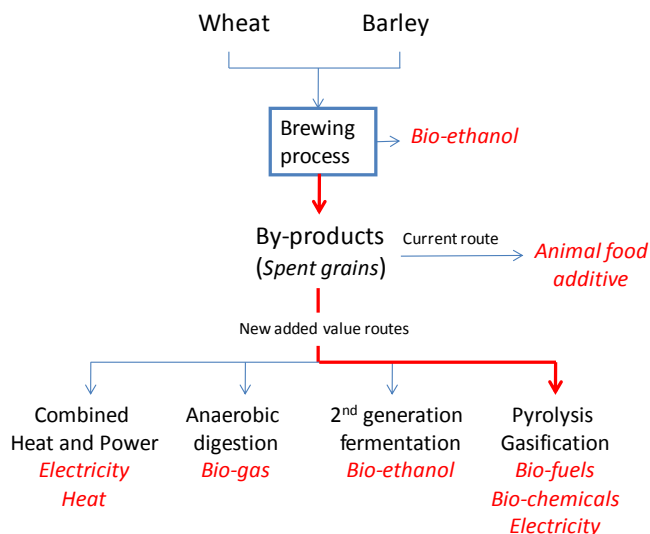 Wheat Barley
Brewing
process
Bio-ethanol
By-products
(Spent grains)
Current route
Animal food
additive
New added value routes
Combined
Heat and Power
Electricity
Heat
Anaerobic
digestion
Bio-gas
2nd generation
fermentation
Bio-ethanol
Pyrolysis
Gasification
Bio-fuels
Bio-chemicals
Electricity